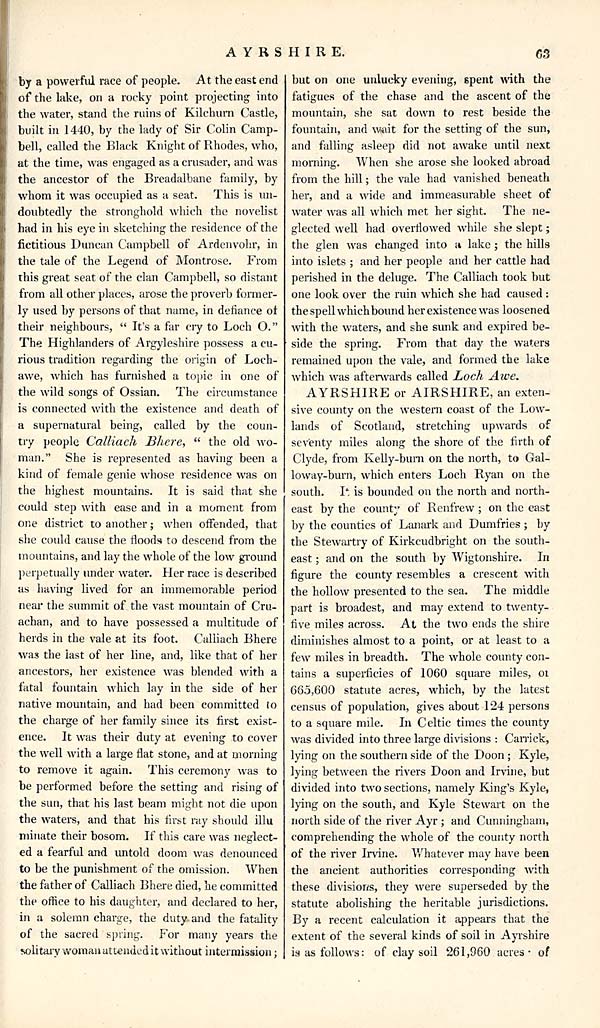 AYRSHIRE.
63
by a powerful race of people. At the east end
of the lake, on a rocky point projecting into
the water, stand the ruins of Kilchurn Castle,
built in 1440, by the lady of Sir Colin Camp-
bell, called the Black Knight of Rhodes, who,
at the time, was engaged as a crusader, and was
the ancestor of the Breadalbane family, by
whom it was occupied as a seat. This is un-
doubtedly the stronghold which the novelist
had in his eye in sketching the residence of the
fictitious Duncan Campbell of Ardenvohr, in
the tale of the Legend of Montrose. From
this great seat of the clan Campbell, so distant
from all other places, arose the proverb former-
ly used by persons of that name, in defiance of
their neighbours, “ It's a far cry to Loch O.”
The Highlanders of Argyleshire possess a cu-
rious tradition regarding the origin of Loch-
awe, which has furnished a topic in one of
the wild songs of Ossian. The circumstance
is connected with the existence and death of
a supernatural being, called by the coun-
try people Calliach Bhere, “ the old wo-
man.” She is represented as having been a
kind of female genie whose residence was on
the highest mountains. It is said that she
could step with ease and in a moment from
one district to another; when offended, that
she could cause the floods to descend from the
mountains, and lay the whole of the low ground
perpetually under water. Her race is described
as having lived for an immemorable period
near the summit of the vast mountain of Cru-
achan, and to have possessed a multitude of
herds in the vale at its foot. Calliach Bhere
was the last of her line, and, like that of her
ancestors, her existence was blended with a
fatal fountain which lay in the side of her
native mountain, and had been committed to
the charge of her family since its first exist-
ence. It was their duty at evening to cover
the well with a large flat stone, and at morning
to remove it again. This ceremony was to
be performed before the setting and rising of
the sun, that his last beam might not die upon
the waters, and that his first ray should illu
minate their bosom. If this care was neglect-
ed a fearful and untold doom was denounced
to be the punishment of the omission. When
the father of Calliach Bhere died, he committed
the office to his daughter, and declared to her,
in a solemn charge, the duty and the fatality
of the sacred spring. For many years the
solitary woman attended it without intermission;
but on one unlucky evening, spent with the
fatigues of the chase and the ascent of the
mountain, she sat down to rest beside the
fountain, and wait for the setting of the sun,
and falling asleep did not awake until next
morning. When she arose she looked abroad
from the hill; the vale had vanished beneath
her, and a wide and immeasurable sheet of
water was all which met her sight. The ne-
glected well had overflowed while she slept;
the glen was changed into a lake; the hills
into islets; and her people and her cattle had
perished in the deluge. The Calliach took but
one look over the ruin which she had caused:
the spell which bound her existence was loosened
with the waters, and she sunk and expired be-
side the spring. From that day the waters
remained upon the vale, and formed the lake
which was afterwards called Loch Awe.
AYRSHIRE or AIRSHIRE, an exten-
sive county on the western coast of the Low-
lands of Scotland, stretching upwards of
seventy miles along the shore of the firth of
Clyde, from Kelly-burn on the north, to Gal-
loway-burn, which enters Loch Ryan on the
south. It is bounded on the north and north-
east by the county of Renfrew; on the east
by the counties of Lanark and Dumfries; by
the Stewartry of Kirkcudbright on the south-
east; and on the south by Wigtonshire. In
figure the county resembles a crescent with
the hollow presented to the sea. The middle
part is broadest, and may extend to twenty-
five miles across. At the two ends the shire
diminishes almost to a point, or at least to a
few miles in breadth. The whole county con-
tains a superficies of 1060 square miles, or
665,600 statute acres, which, by the latest
census of population, gives about 124 persons
to a square mile. In Celtic times the county
was divided into three large divisions: Carrick,
lying on the southern side of the Doon; Kyle,
lying between the rivers Doon and Irvine, but
divided into two sections, namely King's Kyle,
lying on the south, and Kyle Stewart on the
north side of the river Ayr; and Cunningham,
comprehending the whole of the county north
of the river Irvine. Whatever may have been
the ancient authorities corresponding with
these divisions, they were superseded by the
statute abolishing the heritable jurisdictions.
By a recent calculation it appears that the
extent of the several kinds of soil in Ayrshire
is as follows: of clay soil 261,960 acres · of